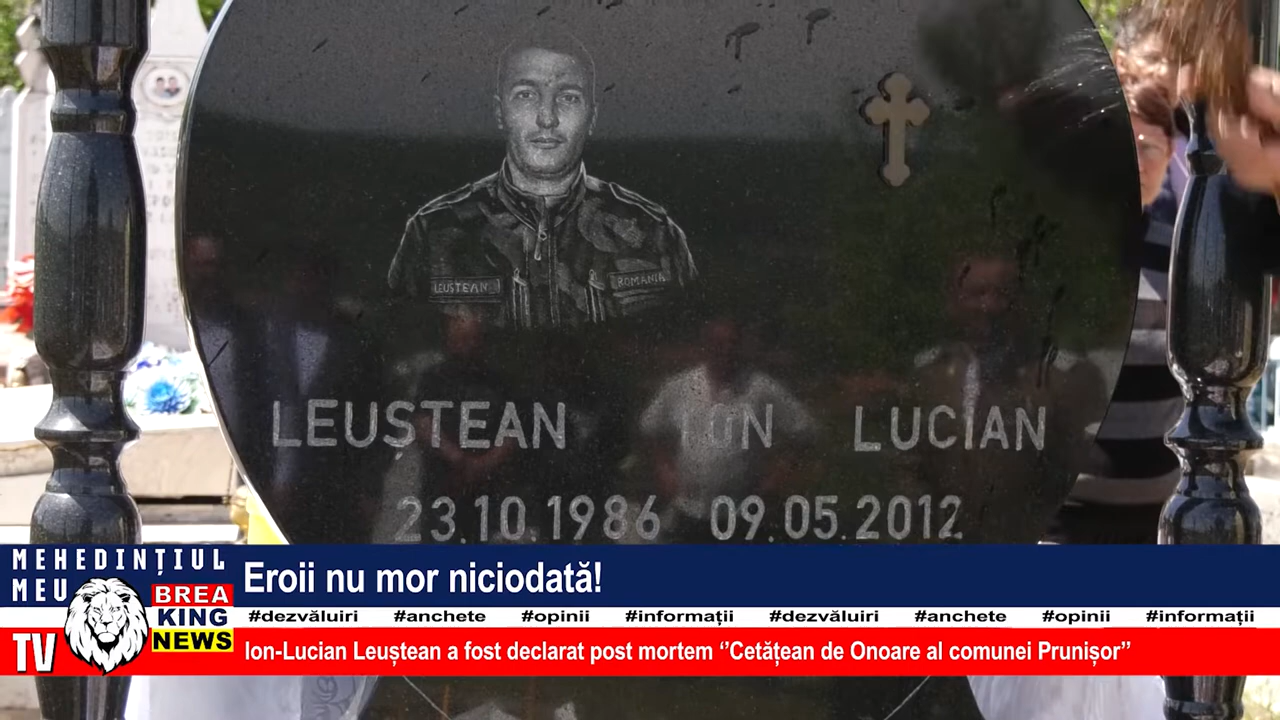 LEUSTEAN
ROMANIA
LEUȘTEAN ION LUCIAN
23.10.1986 09.05.2012
MEHEDINȚIUL
MEU
TV
BREA
KING
NEWS
Eroii nu mor niciodată!
#dezvăluiri #anchete #opinii #informații #dezvăluiri #anchete #opinii #informații
Ion-Lucian Leuștean a fost declarat post mortem ‘’Cetățean de Onoare al comunei Prunișor’’